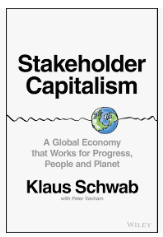 Stakeholder
Capitalism
A Global Economy
that Works for Progress,
People and Planet
Klaus Schwab
with Peter Vanham
WILEY